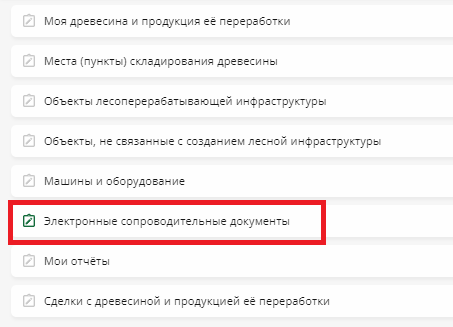 Моя древесина и продукция её переработки
Места (пункты) складирования древесины
Объекты лесоперерабатывающей инфраструктуры
Объекты, не связанные с созданием лесной инфраструктуры
Машины и оборудование
Электронные сопроводительные документы
Мои отчёты
Сделки с древесиной и продукцией её переработки